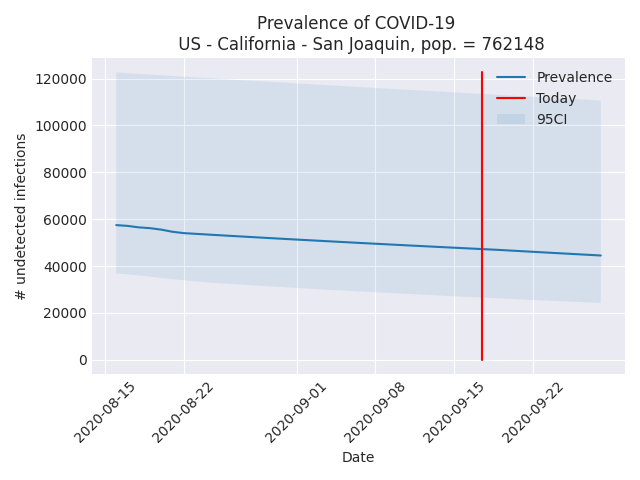 Prevalence of COVID-19
US - California - San Joaquin, pop. = 762148
Prevalence
Today
95CI
# undetected infections
120000
100000
80000
60000
40000
20000
0
2020-08-15
2020-08-22
2020-09-01
2020-09-08
2020-09-15
2020-09-22
Date